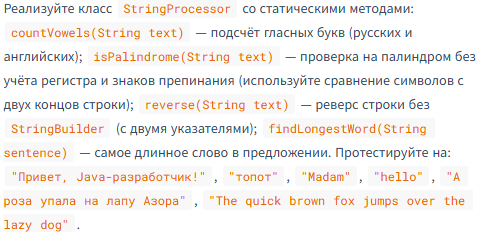 Реализуйте класс StringProcessor со статическими методами:
countVowels(String text) — подсчёт гласных букв (русских и
английских); isPalindrome(String text) — проверка на палиндром без
учёта регистра и знаков препинания (используйте сравнение символов с
двух концов строки); reverse(String text) — реверс строки без
StringBuilder (с двумя указателями); findLongestWord(String
sentence) — самое длинное слово в предложении. Протестируйте на:
"Привет, Java-разработчик!" , "топот" , "Madam" , "hello" , "А
роза упала на лапу Азора" , "The quick brown fox jumps over the
lazy dog" .